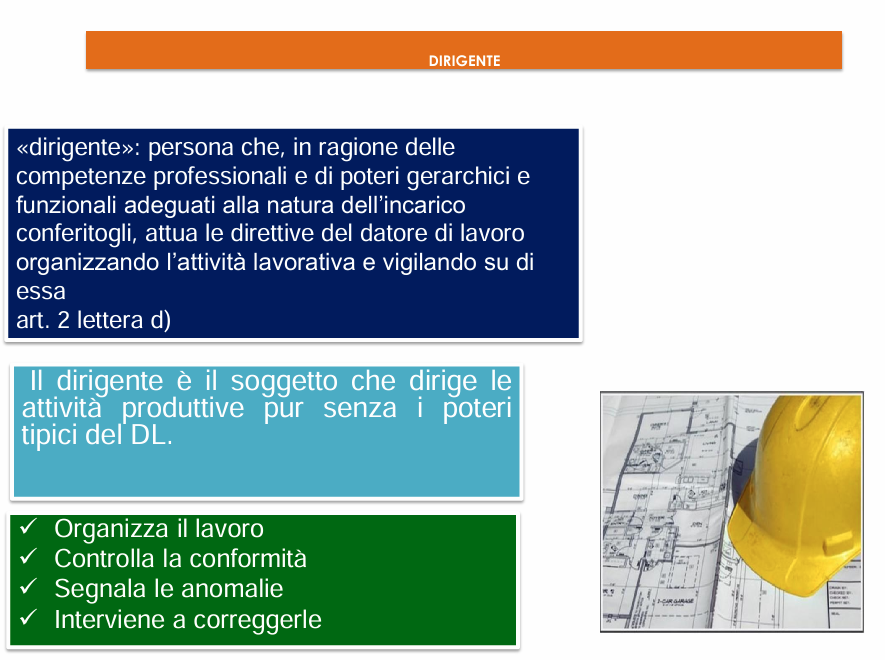 DIRIGENTE
«dirigente»: persona che, in ragione delle
competenze professionali e di poteri gerarchici e
funzionali adeguati alla natura dell’incarico
conferitogli, attua le direttive del datore di lavoro
organizzando l’attività lavorativa e vigilando su di
essa
art. 2 lettera d)
Il dirigente è il soggetto che dirige le
attività produttive pur senza i poteri
tipici del DL.
✓ Organizza il lavoro
✓ Controlla la conformità
✓ Segnala le anomalie
✓ Interviene a correggerle